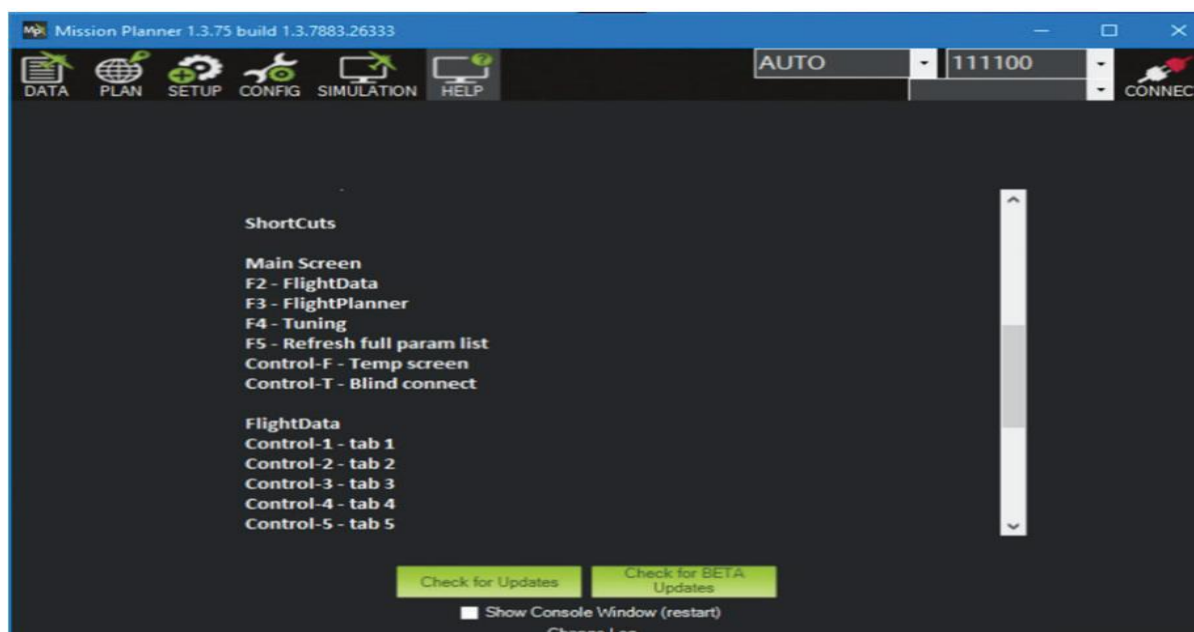 Mission Planner 1.3.75 build 1.3.7883.26333
AUTO 111100
DATA PLAN SETUP CONFIG SIMULATION HELP CONNEC
ShortCuts
Main Screen
F2 - FlightData
F3 - FlightPlanner
F4 - Tuning
F5 - Refresh full param list
Control-F - Temp screen
Control-T - Blind connect
FlightData
Control-1 - tab 1
Control-2 - tab 2
Control-3 - tab 3
Control-4 - tab 4
Control-5 - tab 5
Check for Updates
Check for BETA
Updates
Show Console Window (restart)
Change Log